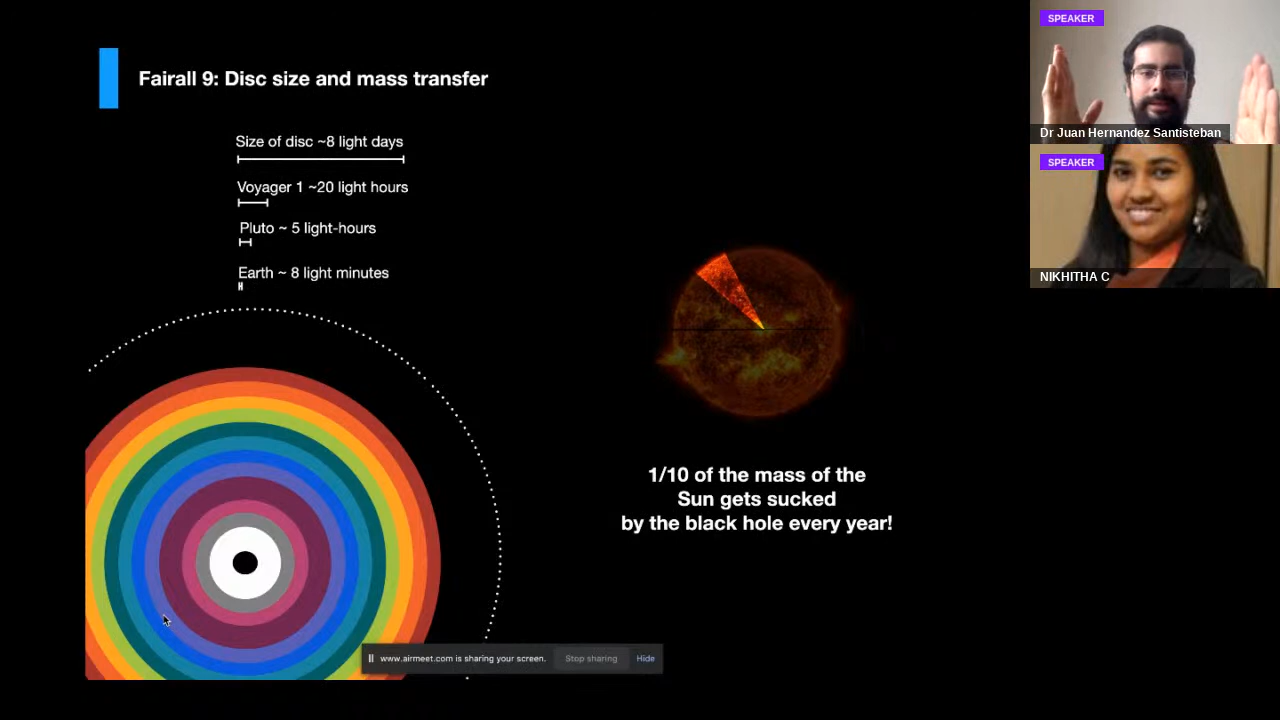 Fairall 9: Disc size and mass transfer
Size of disc ~8 light days
Voyager 1 ~20 light hours
Pluto ~ 5 light-hours
Earth ~ 8 light minutes
1/10 of the mass of the
Sun gets sucked
by the black hole every year!
www.airmeet.com is sharing your screen.
Stop sharing
Hide
SPEAKER
Dr Juan Hernandez Santisteban
SPEAKER
NIKHITHA C